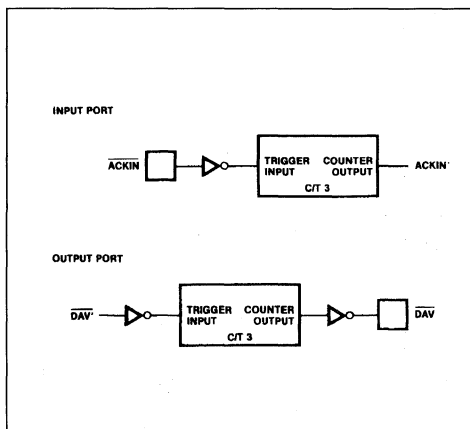 INPUT PORT
ACKIN
TRIGGER INPUT
COUNTER OUTPUT
C/T 3
ACKIN'
OUTPUT PORT
DAV'
TRIGGER INPUT
COUNTER OUTPUT
C/T 3
DAV